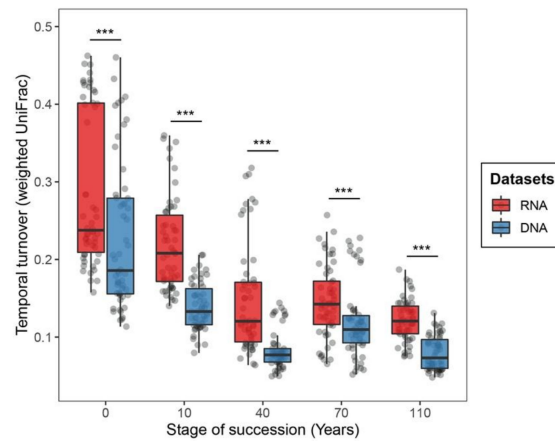 0.5
***
***
***
***
***
0.4
0.3
0.2
0.1
Temporal turnover (weighted UniFrac)
0 10 40 70 110
Stage of succession (Years)
Datasets
RNA
DNA